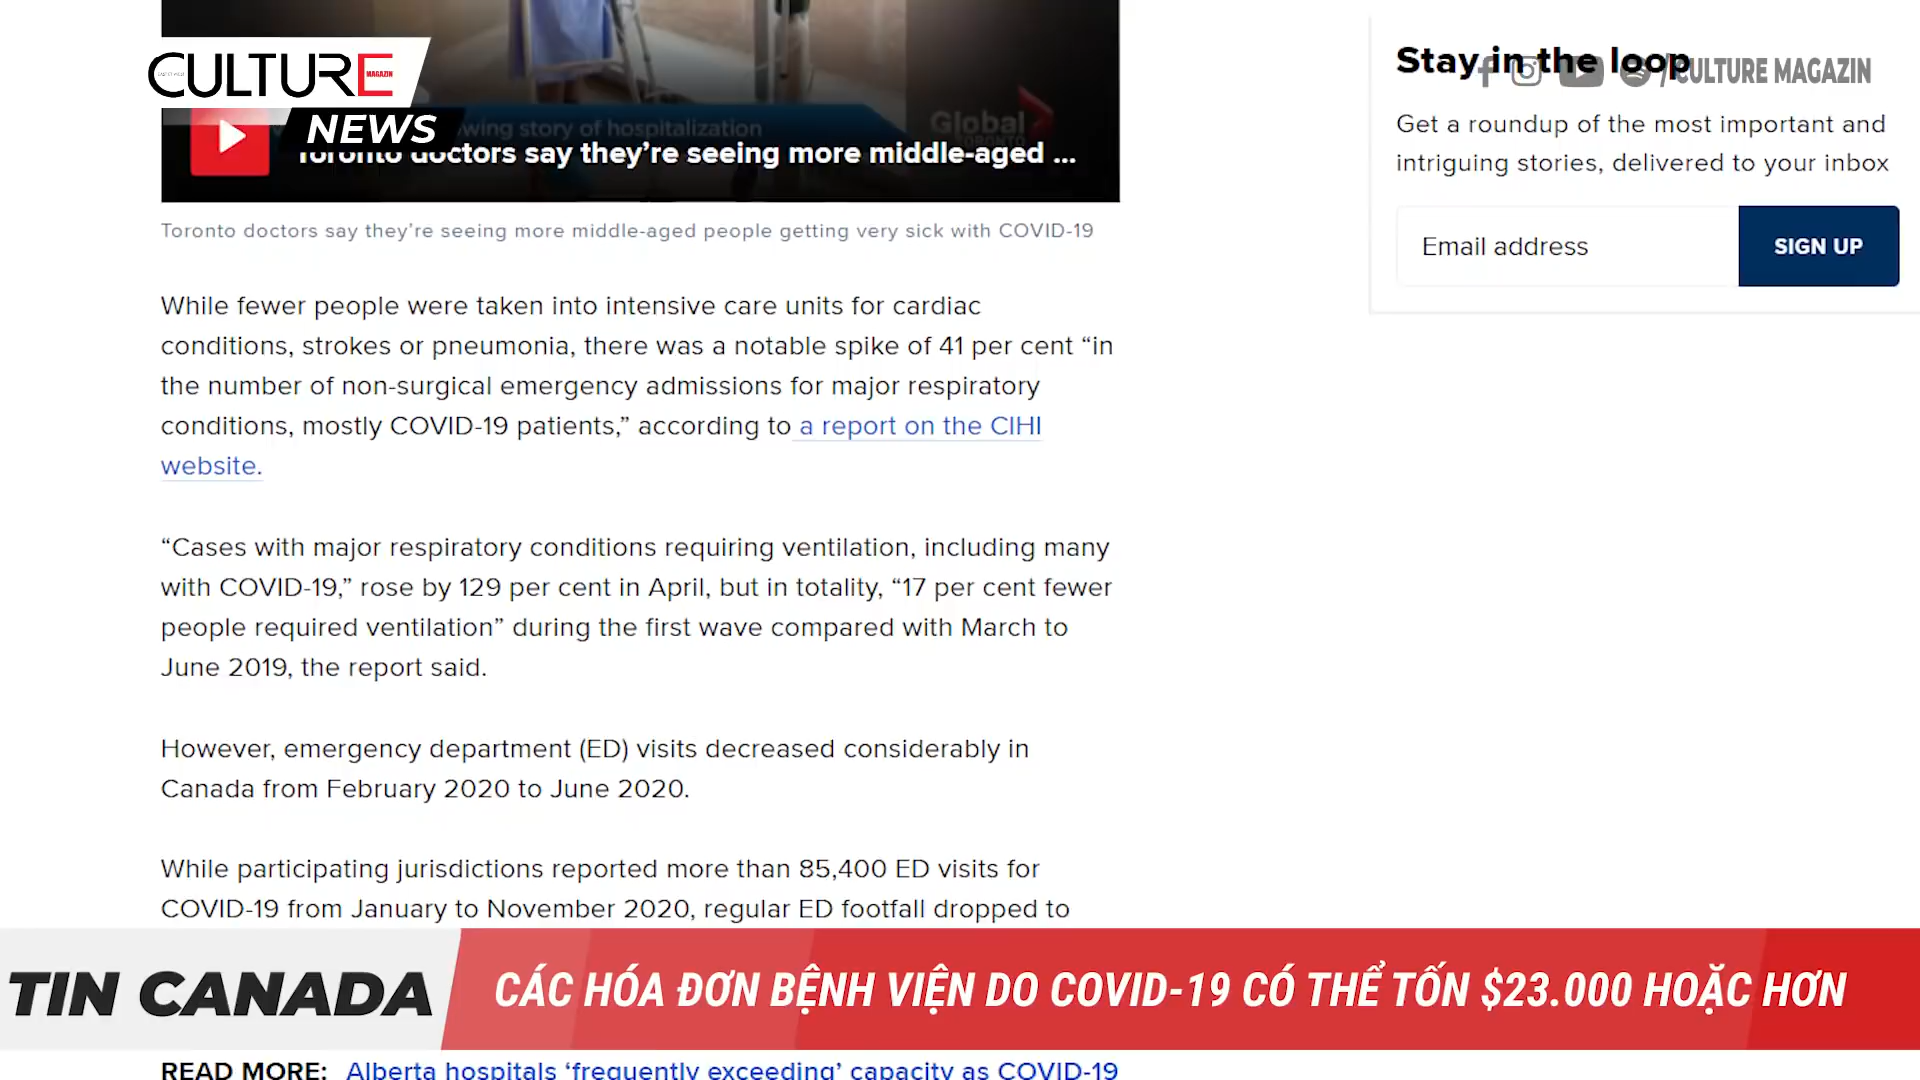 CULTURE
MAGAZIN
NEWS
wing story of hospitalization
Global
TORONTO
Toronto doctors say they’re seeing more middle-aged ...
Toronto doctors say they’re seeing more middle-aged people getting very sick with COVID-19
While fewer people were taken into intensive care units for cardiac
conditions, strokes or pneumonia, there was a notable spike of 41 per cent “in
the number of non-surgical emergency admissions for major respiratory
conditions, mostly COVID-19 patients,” according to a report on the CIHI
website.
“Cases with major respiratory conditions requiring ventilation, including many
with COVID-19,” rose by 129 per cent in April, but in totality, “17 per cent fewer
people required ventilation” during the first wave compared with March to
June 2019, the report said.
However, emergency department (ED) visits decreased considerably in
Canada from February 2020 to June 2020.
While participating jurisdictions reported more than 85,400 ED visits for
COVID-19 from January to November 2020, regular ED footfall dropped to
READ MORE: Alberta hospitals ‘frequently exceeding’ capacity as COVID-19
Stay in the loop
/CULTURE MAGAZIN
Get a roundup of the most important and
intriguing stories, delivered to your inbox
Email address
SIGN UP
TIN CANADA
CÁC HÓA ĐƠN BỆNH VIỆN DO COVID-19 CÓ THỂ TỐN $23.000 HOẶC HƠN